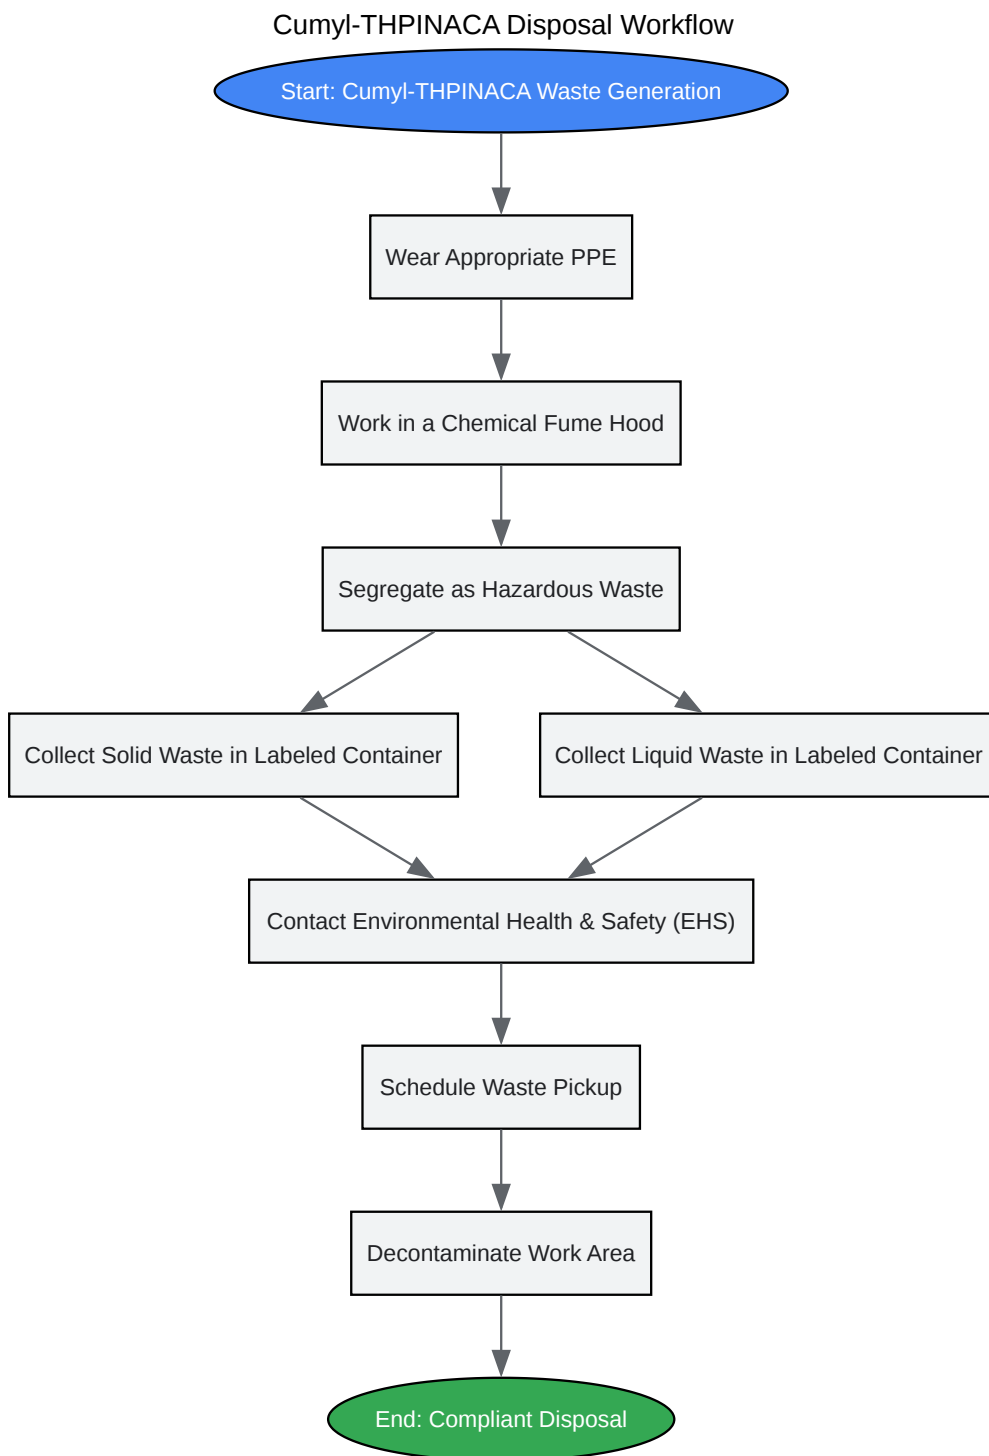 Cumyl-THPINACA Disposal Workflow
Start: Cumyl-THPINACA Waste Generation
Wear Appropriate PPE
Work in a Chemical Fume Hood
Segregate as Hazardous Waste
Collect Solid Waste in Labeled Container
Collect Liquid Waste in Labeled Container
Contact Environmental Health & Safety (EHS)
Schedule Waste Pickup
Decontaminate Work Area
End: Compliant Disposal